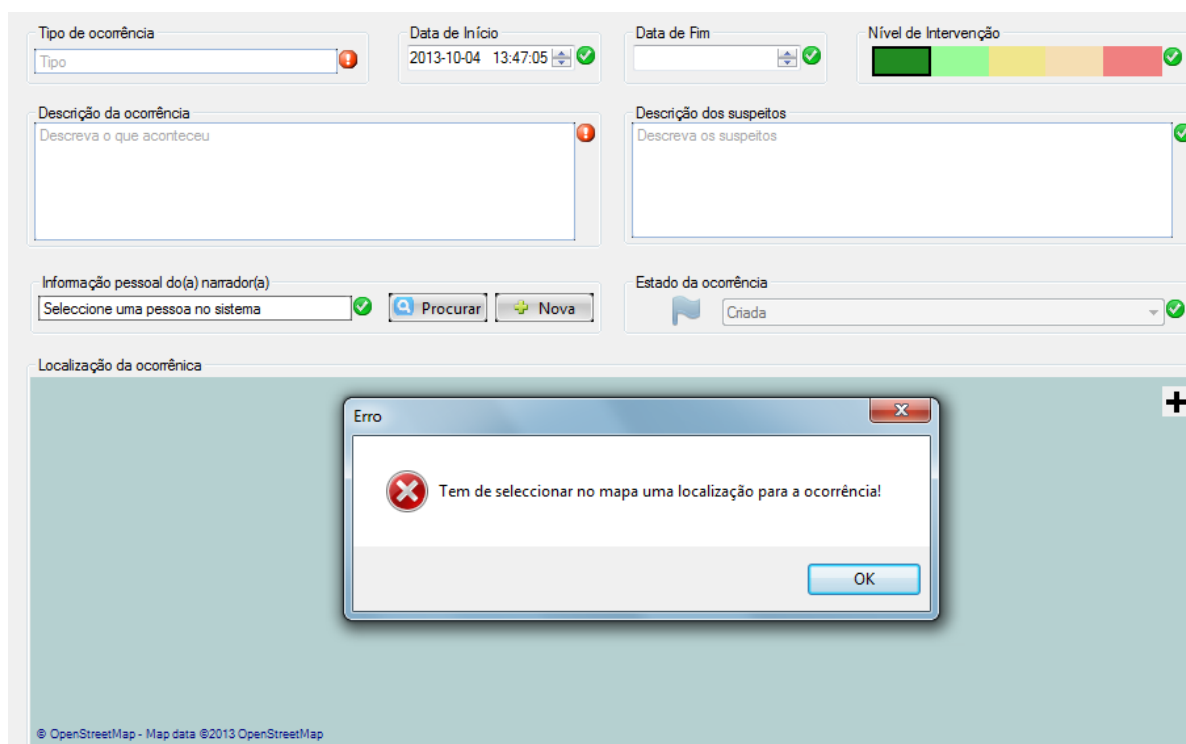 Tipo de ocorrência
Data de Início
Data de Fim
Nível de Intervenção
Tipo
2013-10-04 13:47:05
Descrição da ocorrência
Descrição dos suspeitos
Descreva o que aconteceu
Descreva os suspeitos
Informação pessoal do(a) narrador(a)
Estado da ocorrência
Seleccione uma pessoa no sistema
Procurar
Nova
Criada
Localização da ocorrênica
Erro
Tem de seleccionar no mapa uma localização para a ocorrência!
OK
© OpenStreetMap - Map data ©2013 OpenStreetMap